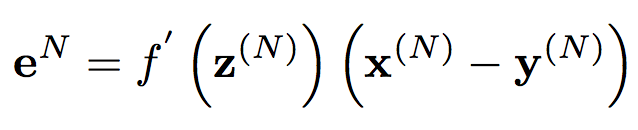 𝐞^N = f′ (𝐳^(N)) (𝐱^(N) − 𝐲^(N))